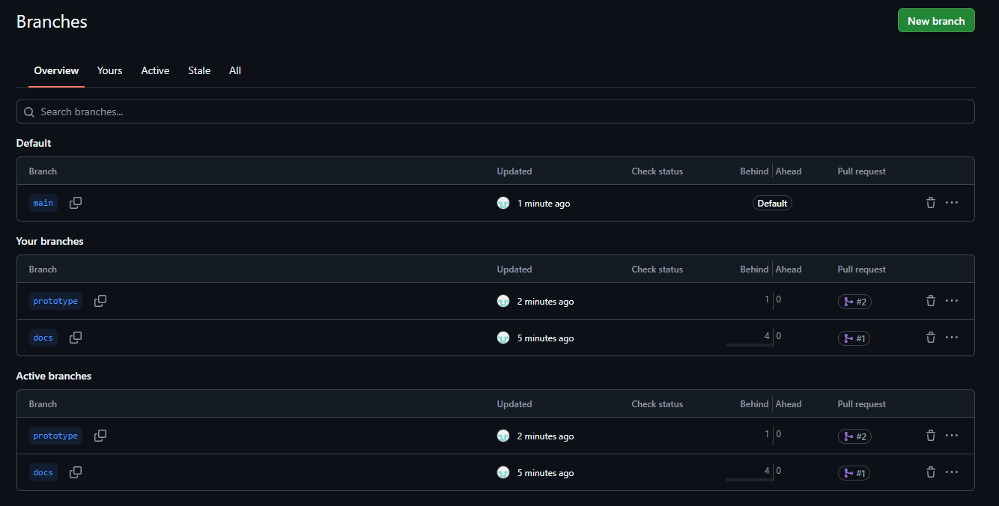 Branches New branch
Overview Yours Active Stale All
Search branches...
Default
Branch Updated Check status Behind Ahead Pull request
main 1 minute ago Default
Your branches
Branch Updated Check status Behind Ahead Pull request
prototype 2 minutes ago 1 0 #2
docs 5 minutes ago 4 0 #1
Active branches
Branch Updated Check status Behind Ahead Pull request
prototype 2 minutes ago 1 0 #2
docs 5 minutes ago 4 0 #1